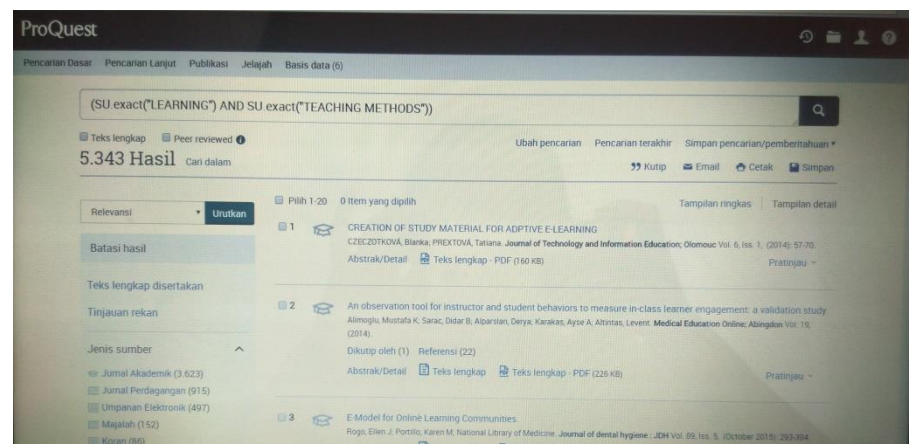 ProQuest
Pencarian Dasar Pencarian Lanjut Publikasi Jelajah Basis data (6)
(SU.exact("LEARNING") AND SU.exact("TEACHING METHODS"))
Teks lengkap Peer reviewed
Ubah pencarian Pencarian terakhir Simpan pencarian/pemberitahuan
5.343 Hasil Cari dalam
Kutip Email Cetak Simpan
Relevansi Urutkan
Pilih 1-20 0 Item yang dipilih
Tampilan ringkas Tampilan detail
Batasi hasil
Teks lengkap disertakan
Tinjauan rekan
Jenis sumber
Jurnal Akademik (3.623)
Jurnal Perdagangan (915)
Umpanan Elektronik (497)
Majalah (152)
Koran (86)
1 CREATION OF STUDY MATERIAL FOR ADPTIVE E-LEARNING
CZECZOTKOVÁ, Blanka; PREXTOVÁ, Tatiana. Journal of Technology and Information Education; Olomouc Vol. 6, Iss. 1, (2014): 57-70.
Abstrak/Detail Teks lengkap - PDF (160 KB)
Pratinjau
2 An observation tool for instructor and student behaviors to measure in-class learner engagement: a validation study
Alimoglu, Mustafa K; Sarac, Didar B; Alparslan, Derya; Karakas, Ayse A; Altintas, Levent. Medical Education Online; Abingdon Vol. 19,
(2014).
Dikutip oleh (1) Referensi (22)
Abstrak/Detail Teks lengkap Teks lengkap - PDF (226 KB)
Pratinjau
3 E-Model for Online Learning Communities.
Rogo, Ellen J; Portillo, Karen M; National Library of Medicine. Journal of dental hygiene : JDH Vol. 89, Iss. 5, (October 2015): 293-304.